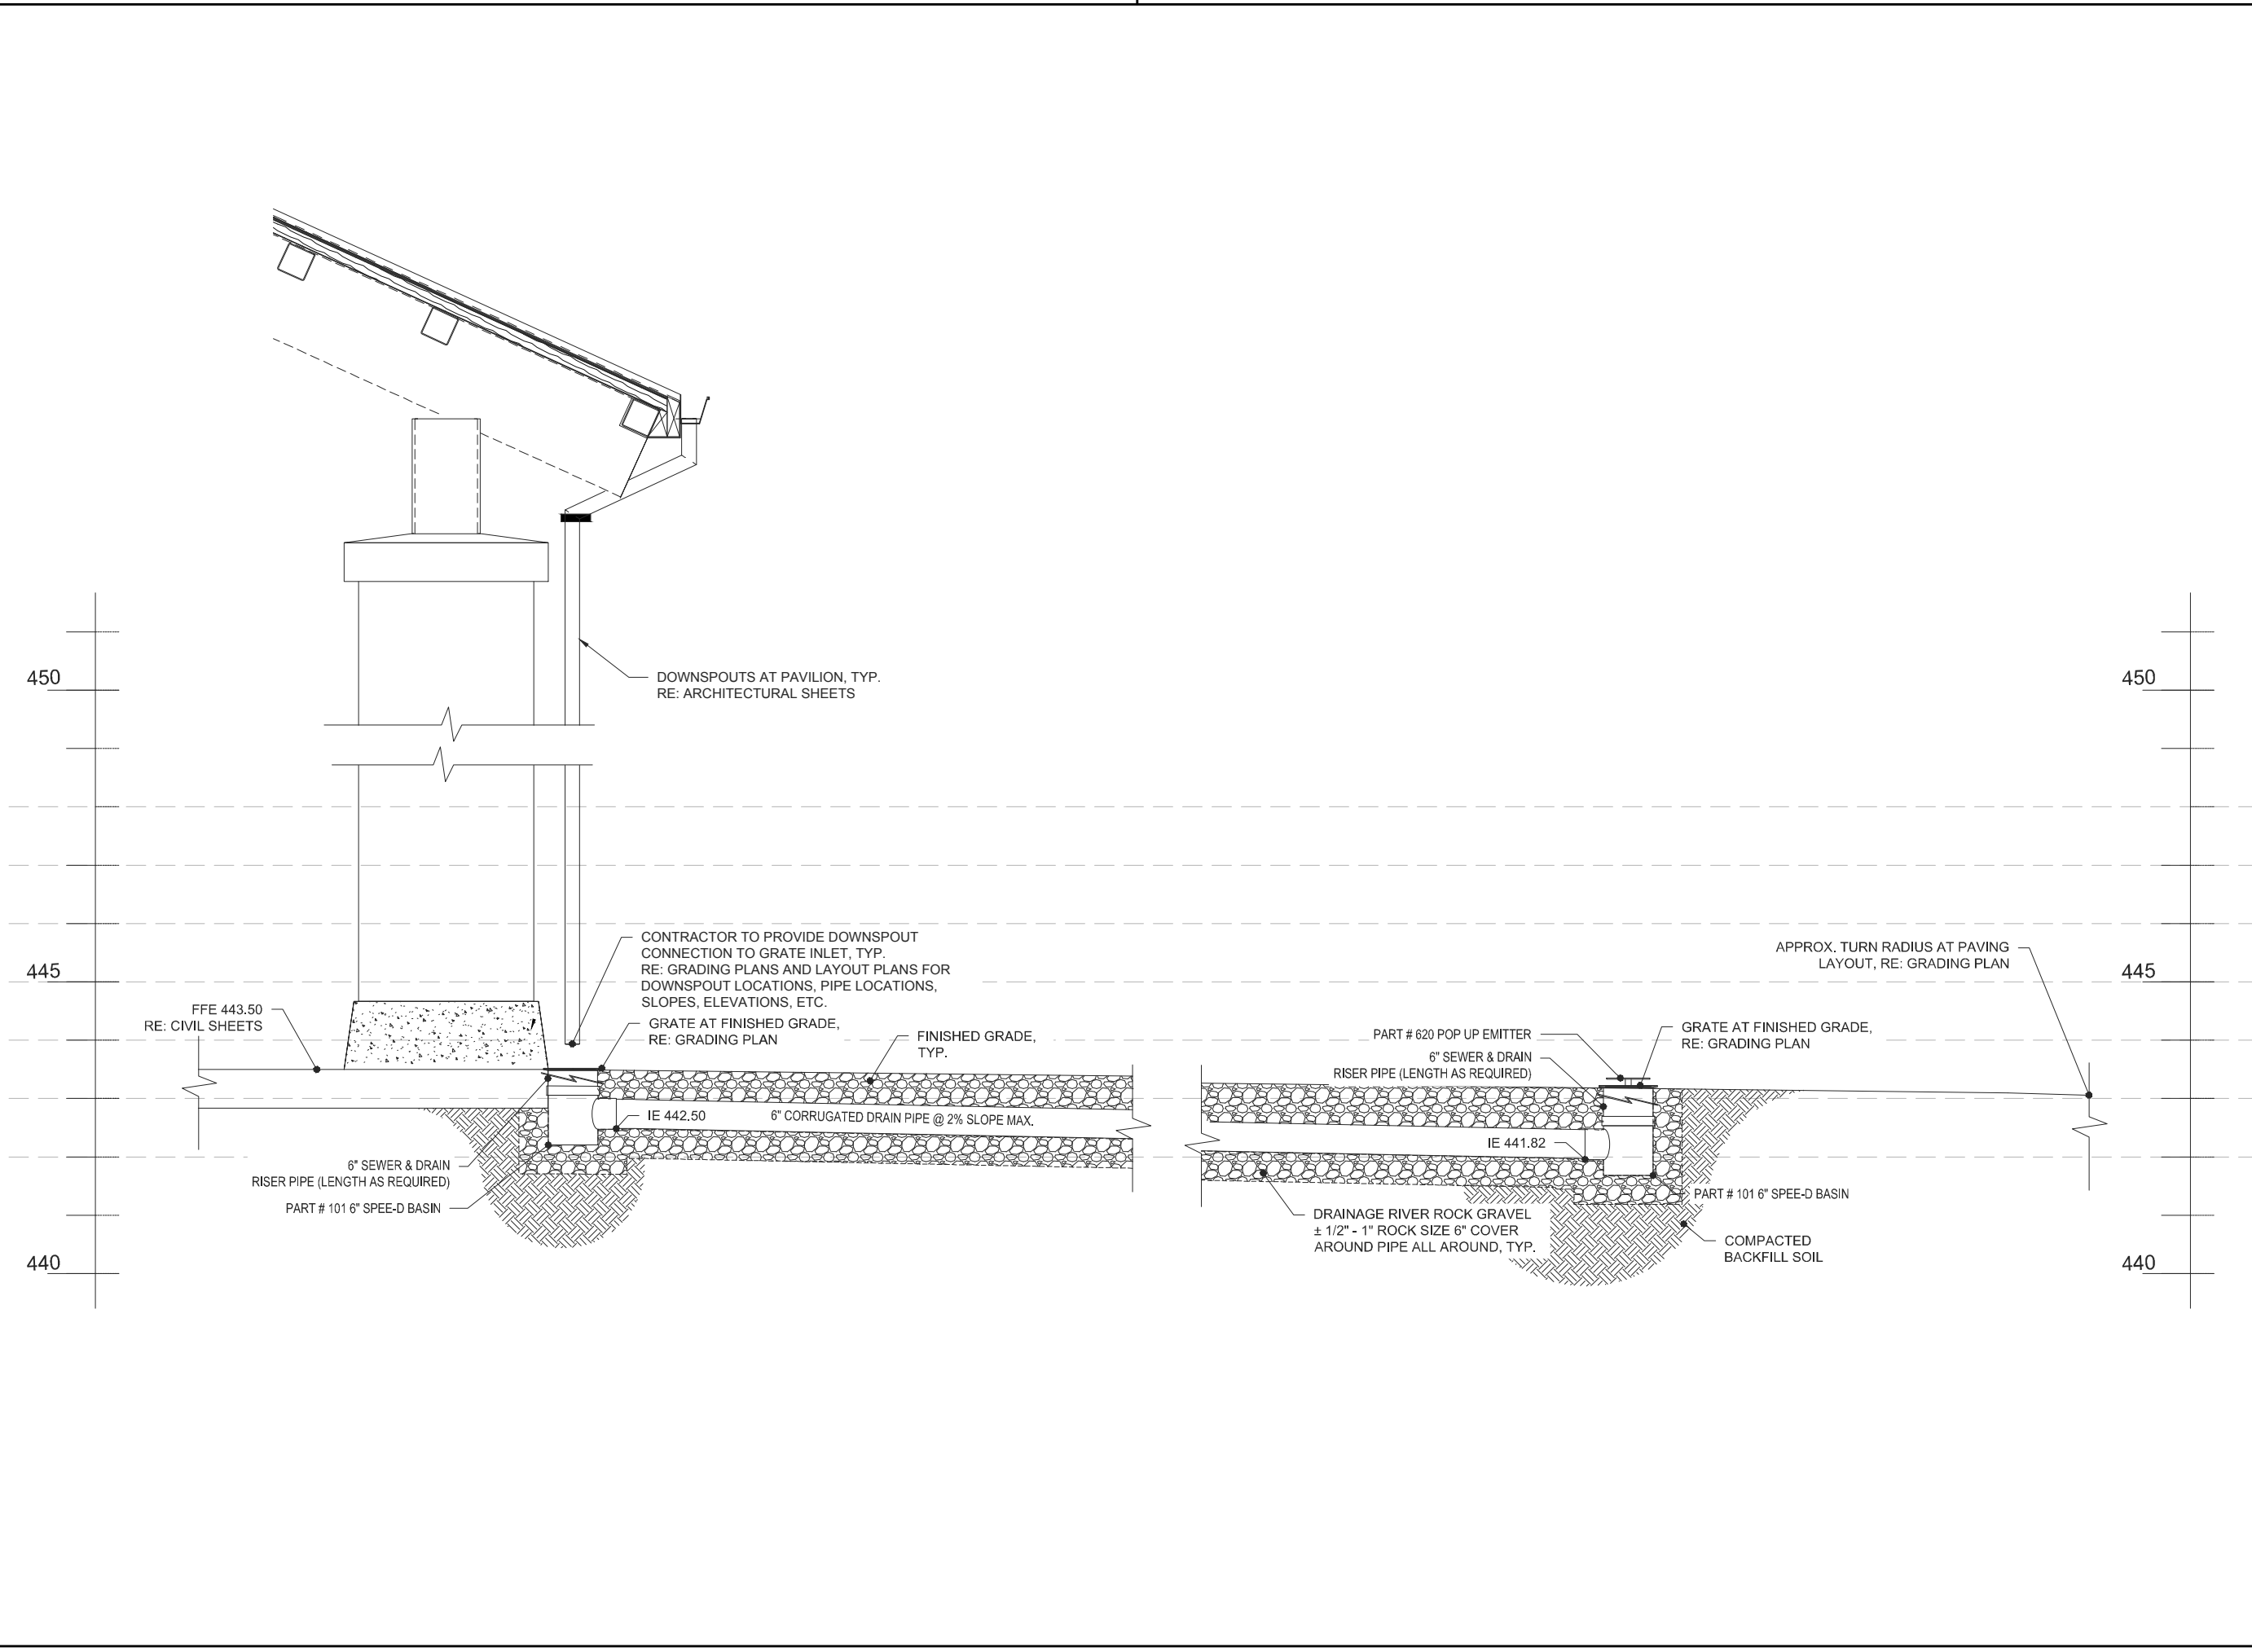 450
450
DOWNSPOUTS AT PAVILION, TYP.
RE: ARCHITECTURAL SHEETS
445
445
CONTRACTOR TO PROVIDE DOWNSPOUT
CONNECTION TO GRATE INLET, TYP.
RE: GRADING PLANS AND LAYOUT PLANS FOR
DOWNSPOUT LOCATIONS, PIPE LOCATIONS,
SLOPES, ELEVATIONS, ETC.
APPROX. TURN RADIUS AT PAVING
LAYOUT, RE: GRADING PLAN
FFE 443.50
RE: CIVIL SHEETS
GRATE AT FINISHED GRADE,
RE: GRADING PLAN
FINISHED GRADE,
TYP.
PART # 620 POP UP EMITTER
GRATE AT FINISHED GRADE,
RE: GRADING PLAN
6" SEWER & DRAIN
RISER PIPE (LENGTH AS REQUIRED)
IE 442.50
6" CORRUGATED DRAIN PIPE @ 2% SLOPE MAX.
IE 441.82
6" SEWER & DRAIN
RISER PIPE (LENGTH AS REQUIRED)
PART # 101 6" SPEE-D BASIN
PART # 101 6" SPEE-D BASIN
DRAINAGE RIVER ROCK GRAVEL
± 1/2" - 1" ROCK SIZE 6" COVER
AROUND PIPE ALL AROUND, TYP.
COMPACTED
BACKFILL SOIL
440
440